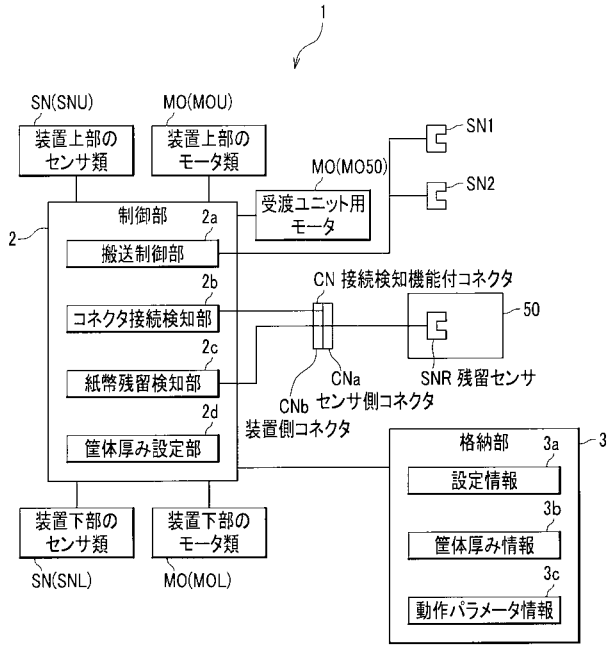 1
SN(SNU)
MO(MOU)
装置上部の
センサ類
装置上部の
モータ類
SN1
SN2
MO(MO50)
受渡ユニット用
モータ
2
制御部
2a
搬送制御部
2b
コネクタ接続検知部
2c
紙幣残留検知部
2d
筐体厚み設定部
CN 接続検知機能付コネクタ
50
SNR 残留センサ
CNa
センサ側コネクタ
CNb
装置側コネクタ
格納部
3
3a
設定情報
3b
筐体厚み情報
3c
動作パラメータ情報
装置下部の
センサ類
装置下部の
モータ類
SN(SNL)
MO(MOL)